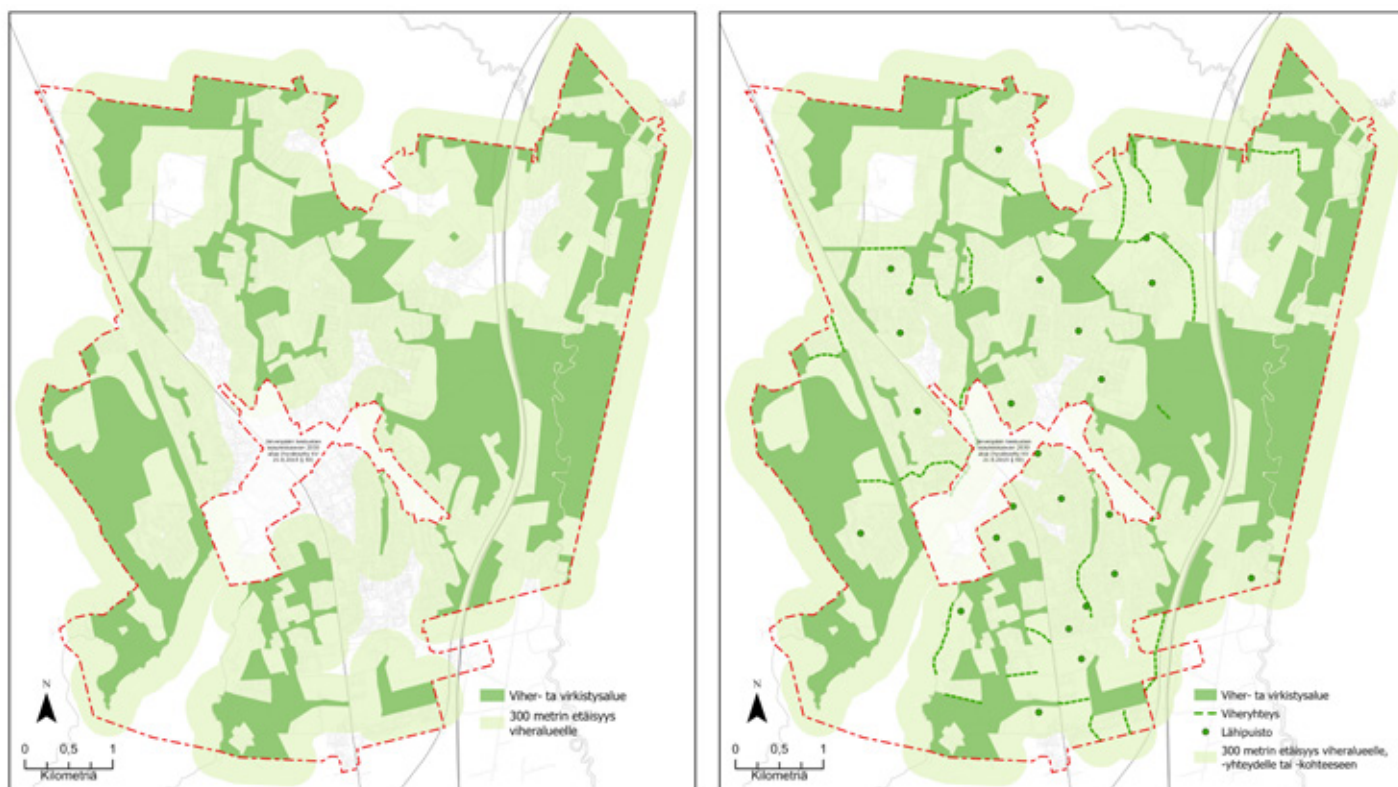 N
0 0,5 1
Kilometriä
Viher- ta virkistysalue
300 metrin etäisyys
viheralueelle
N
0 0,5 1
Kilometriä
Viher- ta virkistysalue
Viheryhteys
Lähipuisto
300 metrin etäisyys viheralueelle,
-yhteydelle tai -kohteeseen